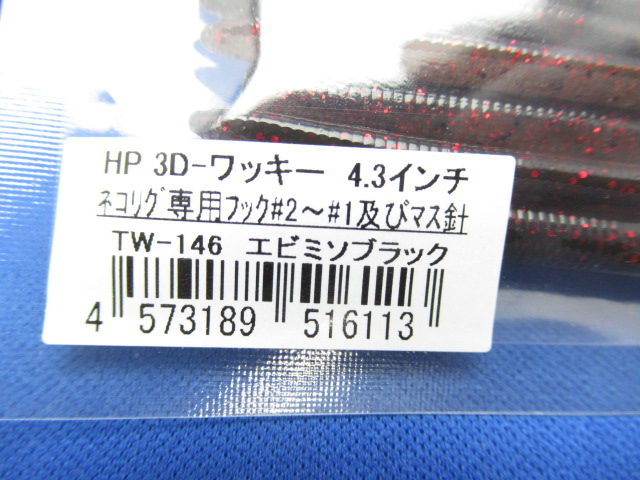 HP 3D-ワッキー 4.3インチ
ﾈｺﾘｸﾞ専用ﾌｯｸ#2～#1及びﾏｽ針
TW-146 エビミソブラック
4 573189 516113